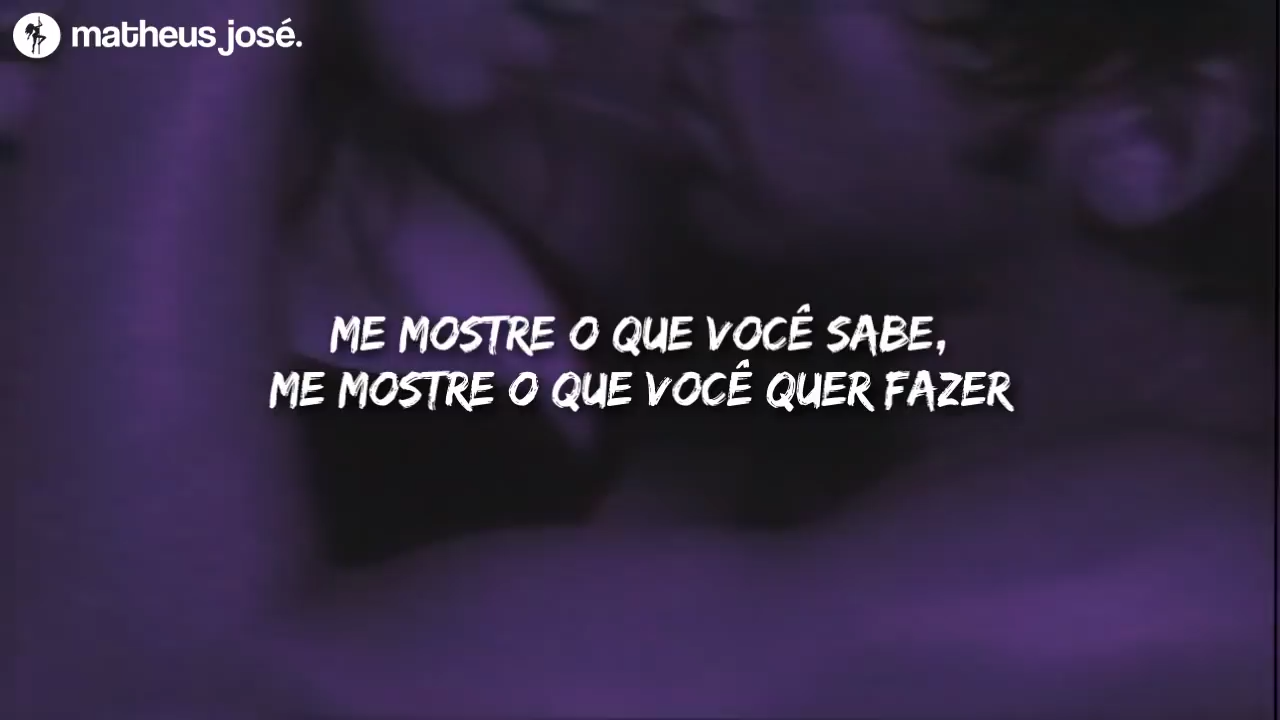 matheus josé.
ME MOSTRE O QUE VOCÊ SABE,
ME MOSTRE O QUE VOCÊ QUER FAZER